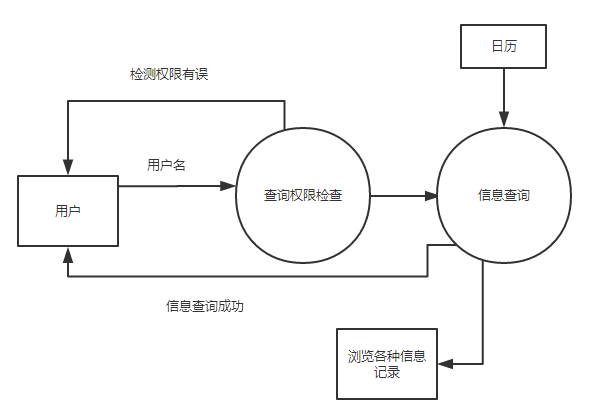 日历
检测权限有误
用户名
用户
查询权限检查
信息查询
信息查询成功
浏览各种信息
记录